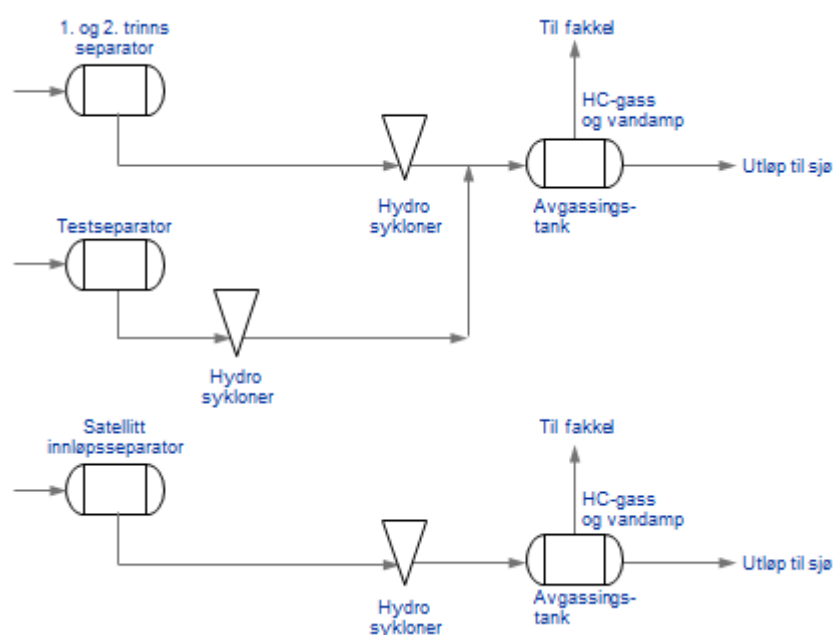 1. og 2. trinns
separator
Til fakkel
HC-gass
og vandamp
Utløp til sjø
Hydro
sykloner
Avgassings-
tank
Testseparator
Hydro
sykloner
Satellitt
innløpsseparator
Til fakkel
HC-gass
og vandamp
Utløp til sjø
Hydro
sykloner
Avgassings-
tank